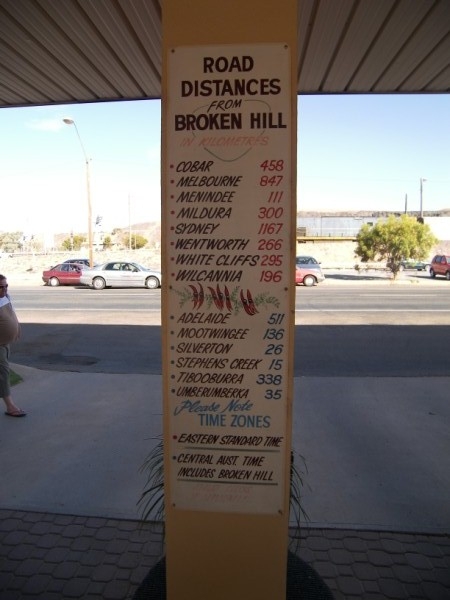 ROAD
DISTANCES
FROM
BROKEN HILL
IN KILOMETRES
• COBAR 458
• MELBOURNE 847
• MENINDEE 111
• MILDURA 300
• SYDNEY 1167
• WENTWORTH 266
• WHITE CLIFFS 295
• WILCANNIA 196
• ADELAIDE 511
• MOOTWINGEE 136
• SILVERTON 26
• STEPHENS CREEK 15
• TIBOOBURRA 338
• UMBERUMBERKA 35
Please Note
TIME ZONES
• EASTERN STANDARD TIME
• CENTRAL AUST. TIME
INCLUDES BROKEN HILL